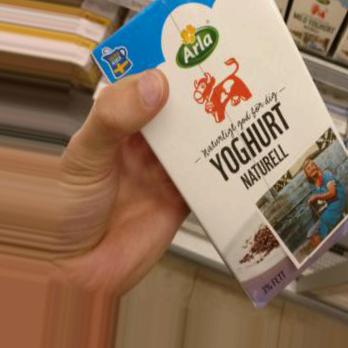 Arla
Naturligt god för dig
YOGHURT
NATURELL
3% FETT